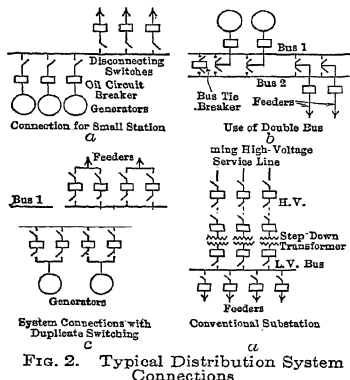 Disconnecting
Switches
Oil Circuit
Breaker
Generators
Connection for Small Station
a
Bus 1
Bus 2
Bus Tie
Breaker
Feeders
Use of Double Bus
b
Feeders
Bus 1
Generators
System Connections with
Duplicate Switching
c
ming High-Voltage
Service Line
H.V.
Step-Down
Transformer
L.V. Bus
Feeders
Conventional Substation
a
FIG. 2. Typical Distribution System
Connections